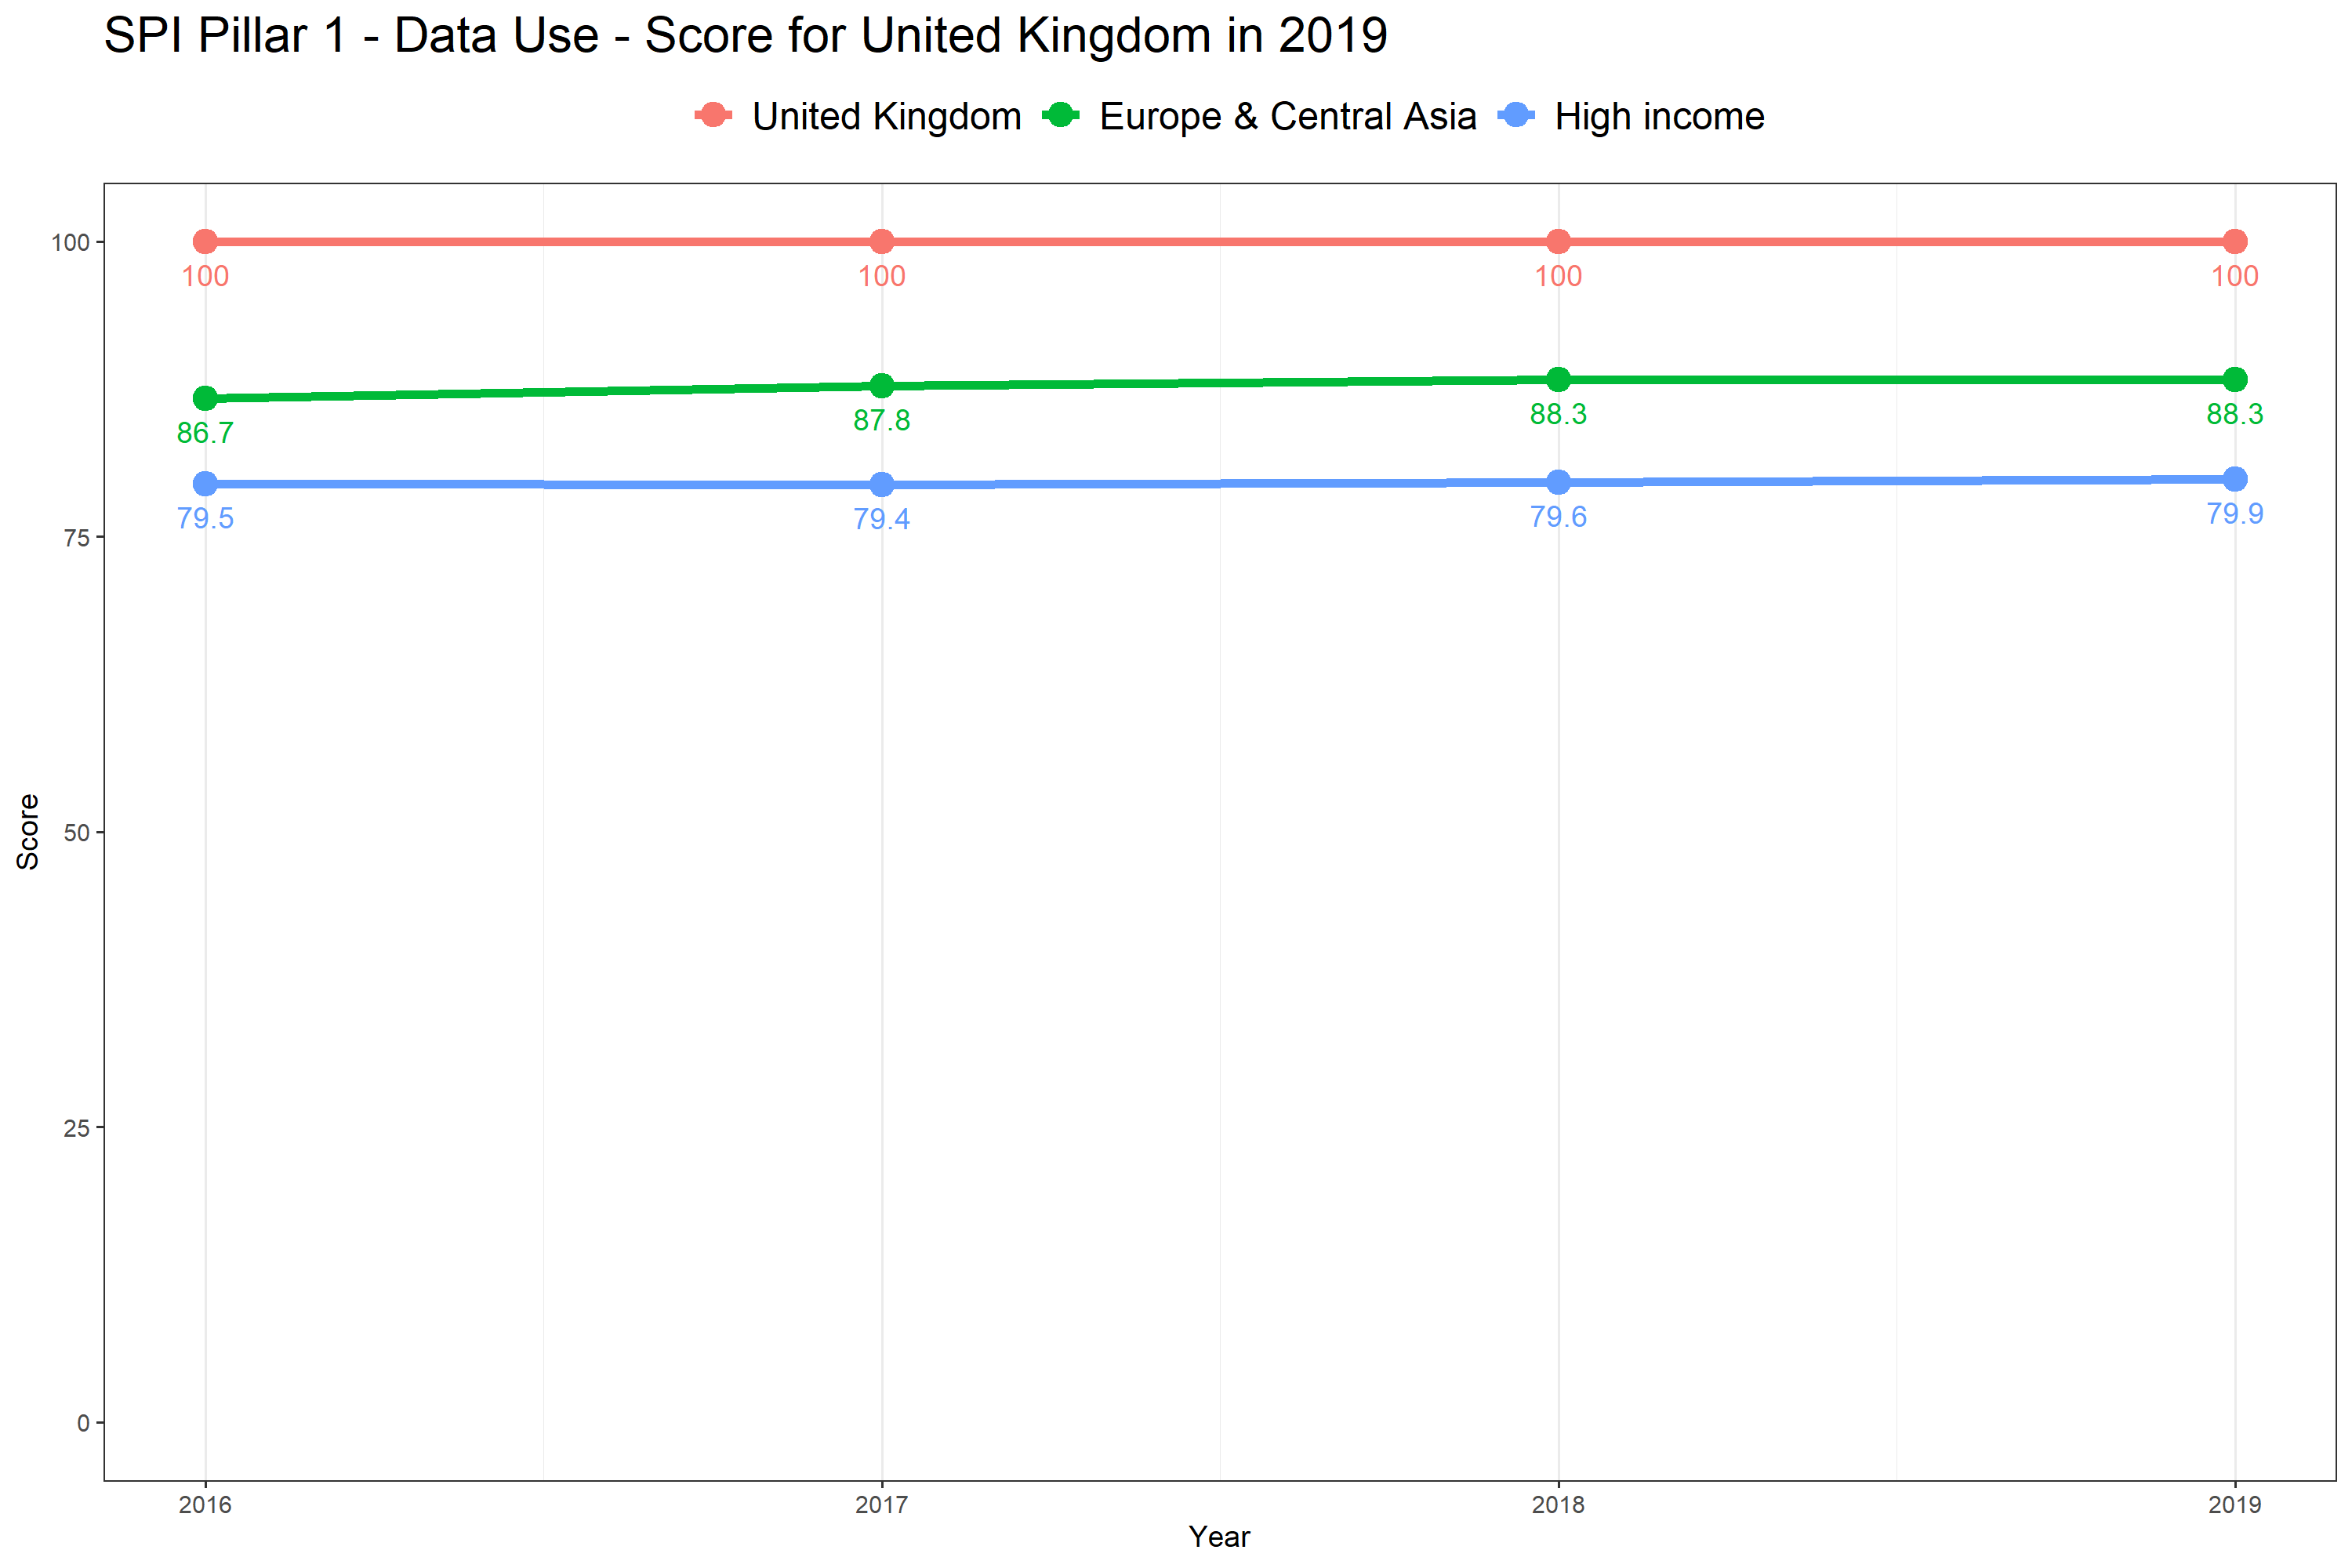 SPI Pillar 1 - Data Use - Score for United Kingdom in 2019
United Kingdom Europe & Central Asia High income
100
75
50
25
0
Score
100 100 100 100
86.7 87.8 88.3 88.3
79.5 79.4 79.6 79.9
2016 2017 2018 2019
Year